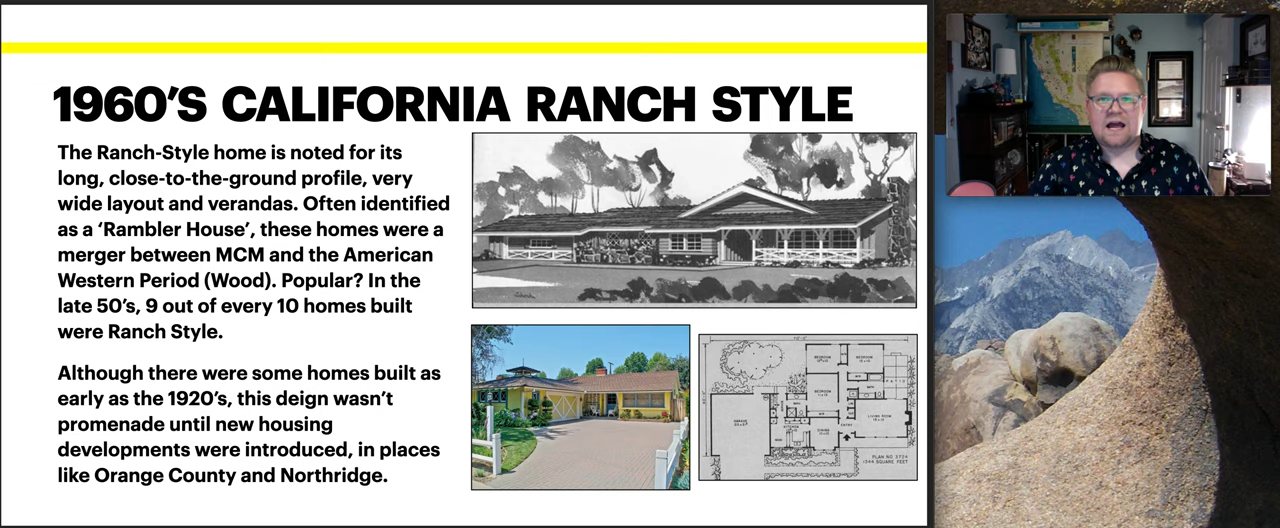 1960'S CALIFORNIA RANCH STYLE
The Ranch-Style home is noted for its
long, close-to-the-ground profile, very
wide layout and verandas. Often identified
as a ‘Rambler House’, these homes were a
merger between MCM and the American
Western Period (Wood). Popular? In the
late 50’s, 9 out of every 10 homes built
were Ranch Style.
Although there were some homes built as
early as the 1920’s, this deign wasn’t
promenade until new housing
developments were introduced, in places
like Orange County and Northridge.
BEDROOM
BEDROOM
BEDROOM
PATIO
GARAGE
KITCHEN
DINING
ENTRY
LIVING ROOM
PLAN NO 3724
1344 SQUARE FEET